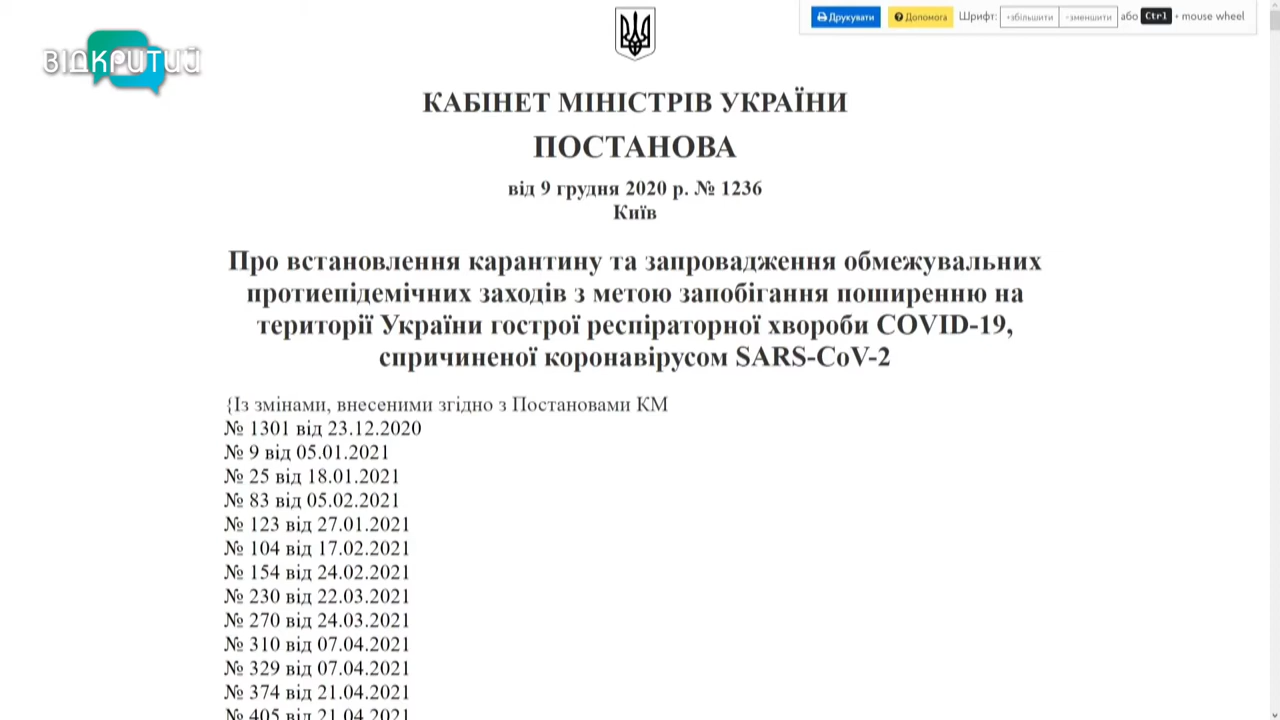 ВІДКРИТИЙ
Друкувати Допомога Шрифт: +збільшити -зменшити або Ctrl + mouse wheel
КАБІНЕТ МІНІСТРІВ УКРАЇНИ
ПОСТАНОВА
від 9 грудня 2020 р. № 1236
Київ
Про встановлення карантину та запровадження обмежувальних
протиепідемічних заходів з метою запобігання поширенню на
території України гострої респіраторної хвороби COVID-19,
спричиненої коронавірусом SARS-CoV-2
{Із змінами, внесеними згідно з Постановами КМ
№ 1301 від 23.12.2020
№ 9 від 05.01.2021
№ 25 від 18.01.2021
№ 83 від 05.02.2021
№ 123 від 27.01.2021
№ 104 від 17.02.2021
№ 154 від 24.02.2021
№ 230 від 22.03.2021
№ 270 від 24.03.2021
№ 310 від 07.04.2021
№ 329 від 07.04.2021
№ 374 від 21.04.2021
№ 405 від 21.04.2021